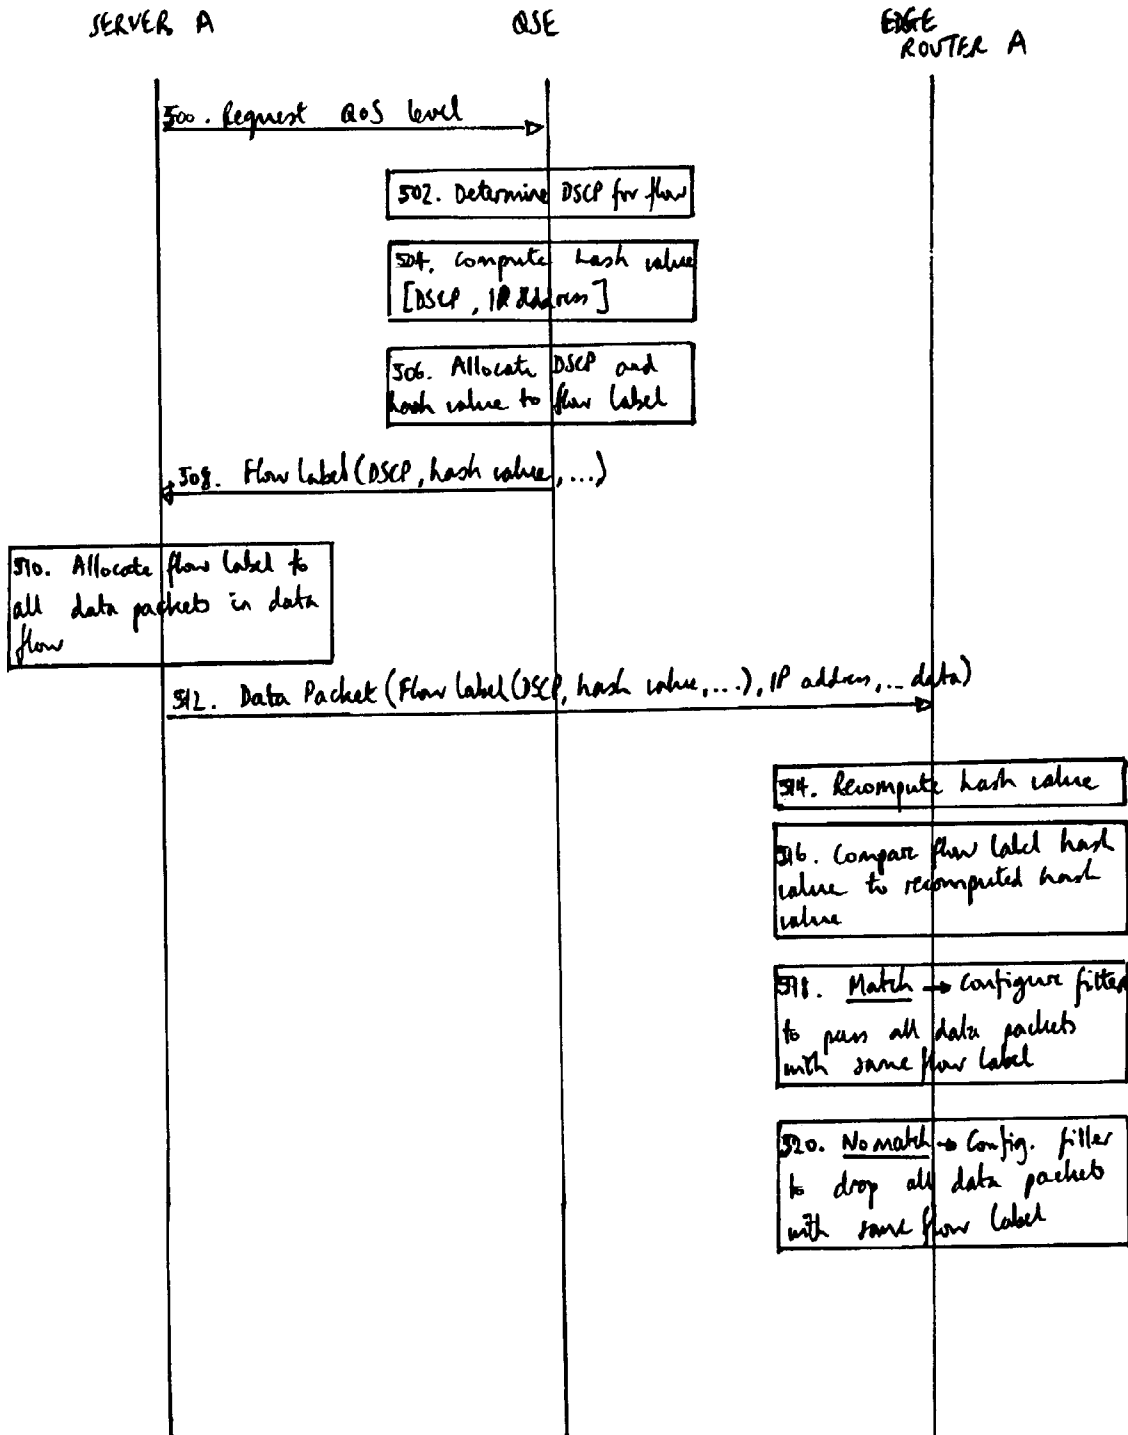 SERVER A
QSE
EDGE
ROUTER A
500. Request QoS level
502. Determine DSCP for flow
504. Compute hash value
[DSCP, IP Address]
506. Allocate DSCP and
hash value to flow label
508. Flow Label (DSCP, hash value, ...)
510. Allocate flow label to
all data packets in data
flow
512. Data Packet (Flow Label (DSCP, hash value, ...), IP address, ... data)
514. Recompute hash value
516. Compare flow label hash
value to recomputed hash
value
518. Match → Configure filter
to pass all data packets
with same flow label
520. No match → Config. filter
to drop all data packets
with same flow label